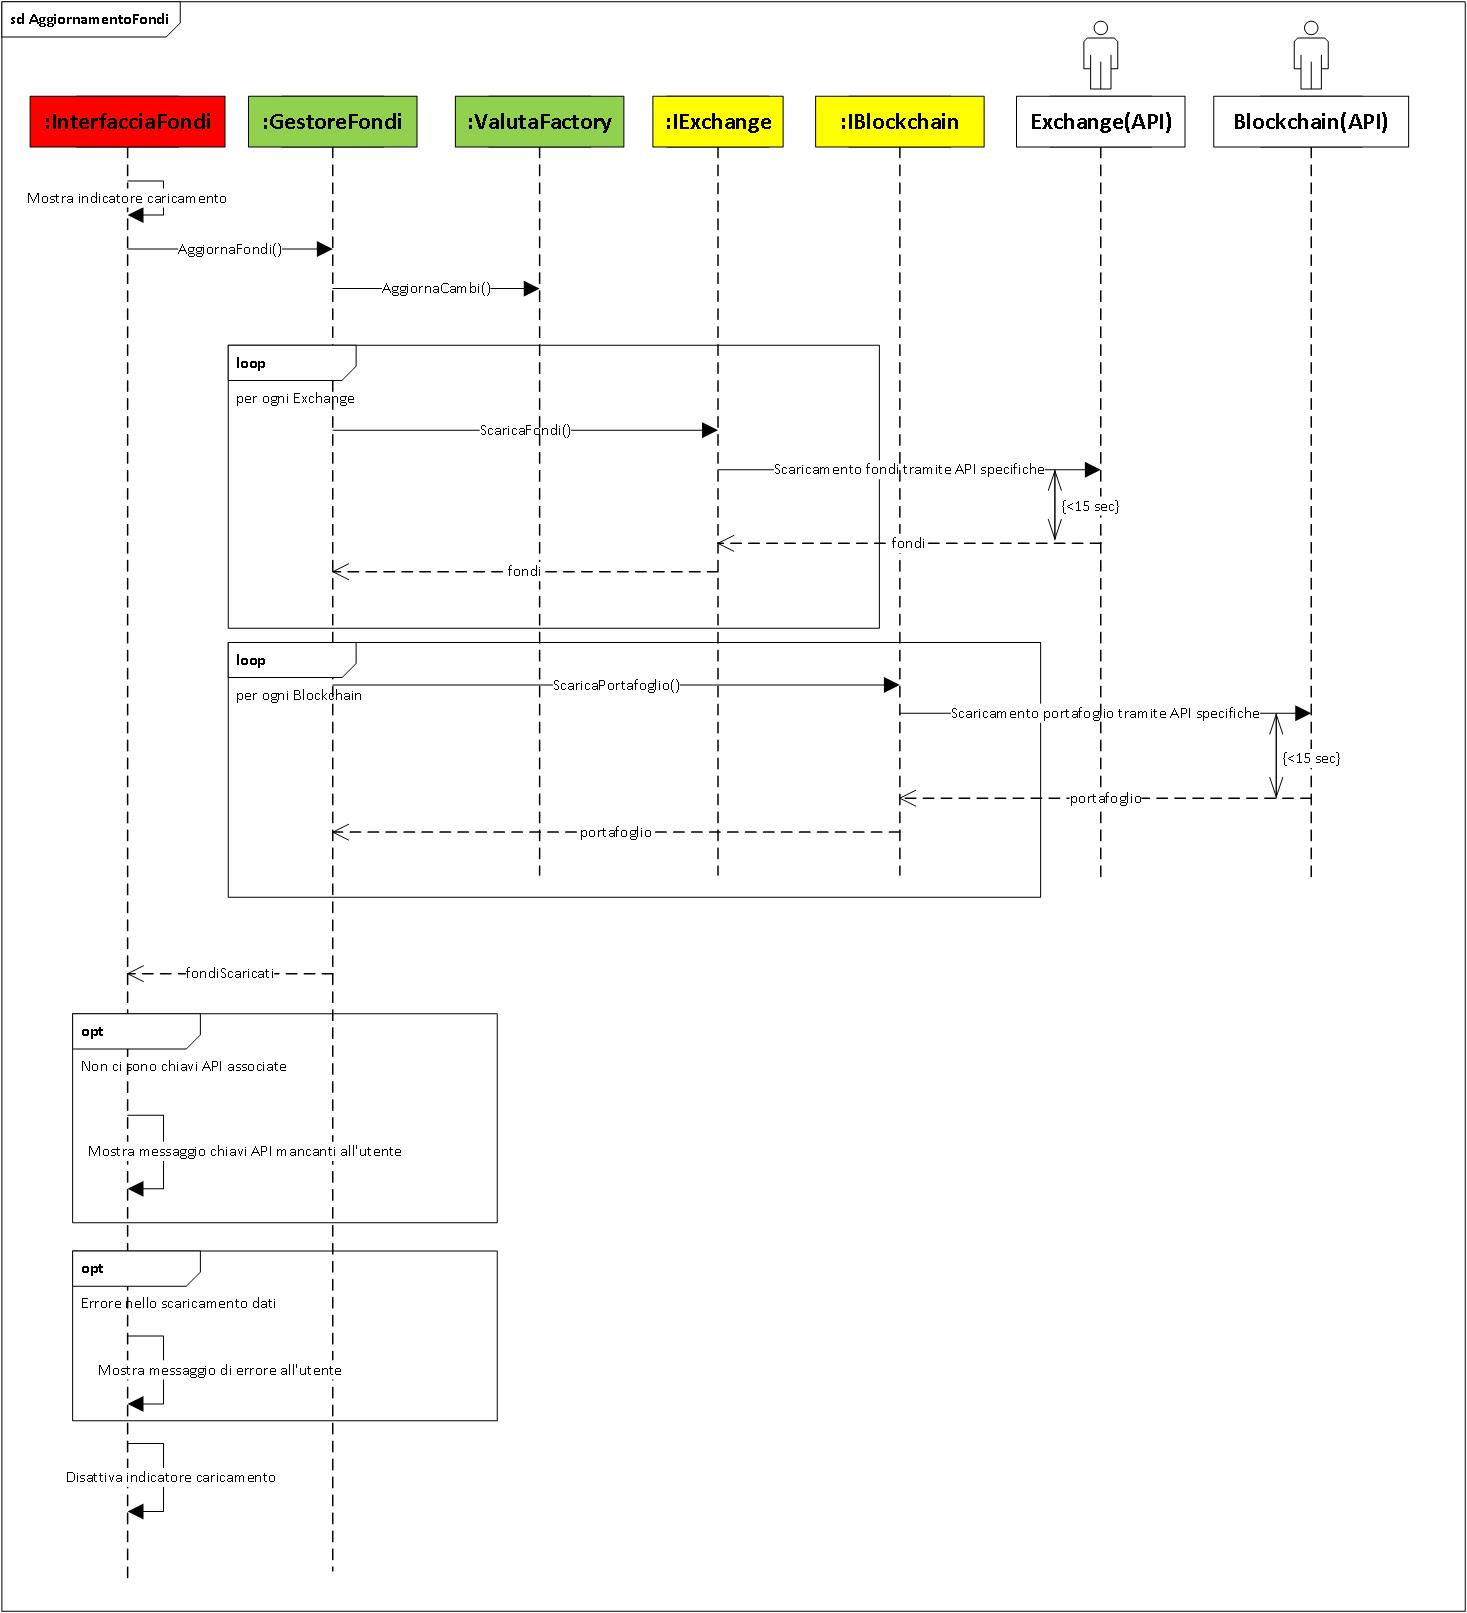 sd AggiornamentoFondi
:InterfacciaFondi
:GestoreFondi
:ValutaFactory
:IExchange
:IBlockchain
Exchange(API)
Blockchain(API)
Mostra indicatore caricamento
AggiornaFondi()
AggiornaCambi()
loop
per ogni Exchange
ScaricaFondi()
Scaricamento fondi tramite API specifiche
{<15 sec}
fondi
fondi
loop
per ogni Blockchain
ScaricaPortafoglio()
Scaricamento portafoglio tramite API specifiche
{<15 sec}
portafoglio
portafoglio
fondiScaricati
opt
Non ci sono chiavi API associate
Mostra messaggio chiavi API mancanti all'utente
opt
Errore nello scaricamento dati
Mostra messaggio di errore all'utente
Disattiva indicatore caricamento